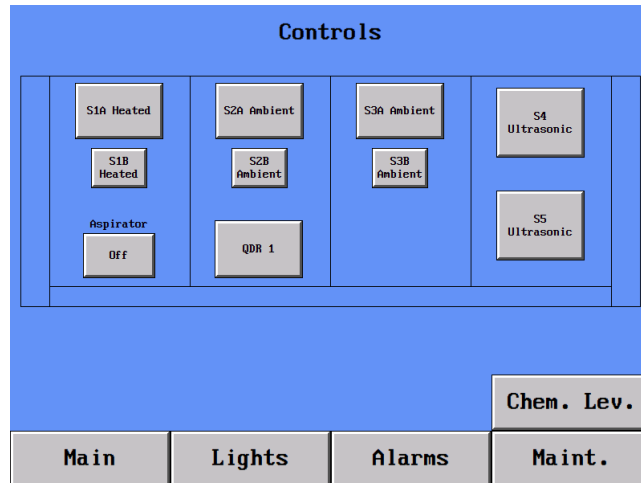 Controls
S1A Heated
S2A Ambient
S3A Ambient
S4
Ultrasonic
S1B
Heated
S2B
Ambient
S3B
Ambient
Aspirator
Off
QDR 1
S5
Ultrasonic
Chem. Lev.
Main
Lights
Alarms
Maint.